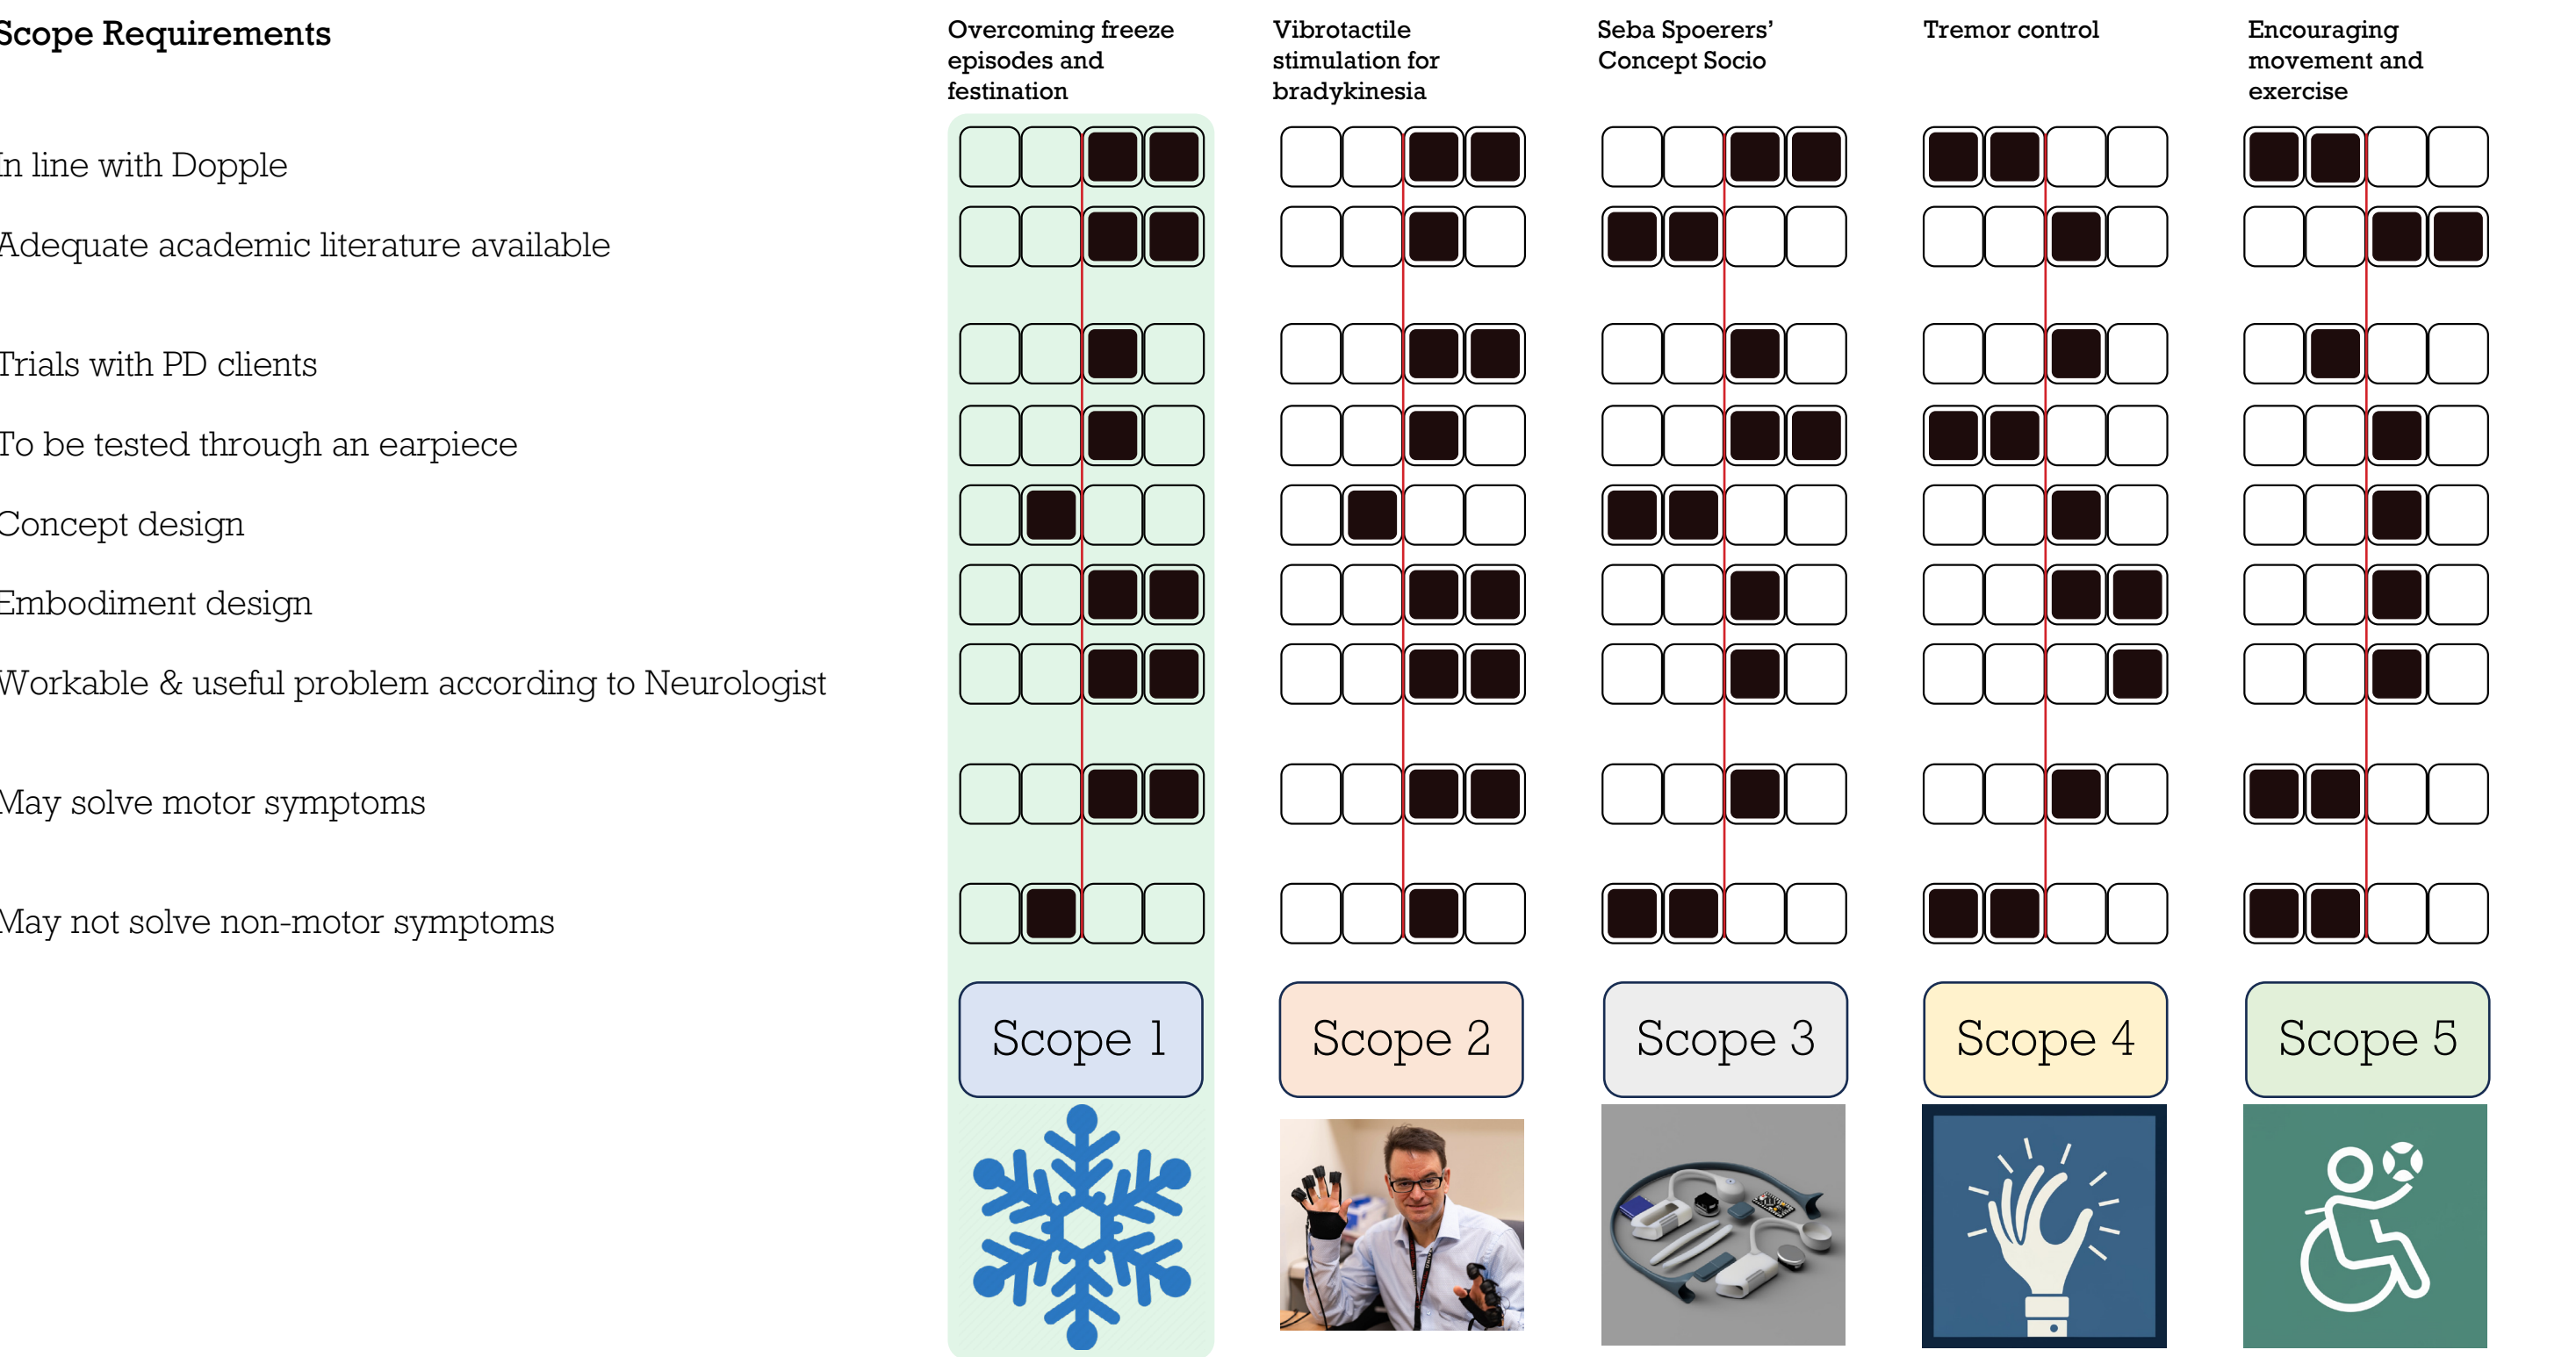 Scope Requirements
Overcoming freeze
episodes and
festination
Vibrotactile
stimulation for
bradykinesia
Seba Spoerers’
Concept Socio
Tremor control
Encouraging
movement and
exercise
In line with Dopple
Adequate academic literature available
Trials with PD clients
To be tested through an earpiece
Concept design
Embodiment design
Workable & useful problem according to Neurologist
May solve motor symptoms
May not solve non-motor symptoms
Scope 1
Scope 2
Scope 3
Scope 4
Scope 5